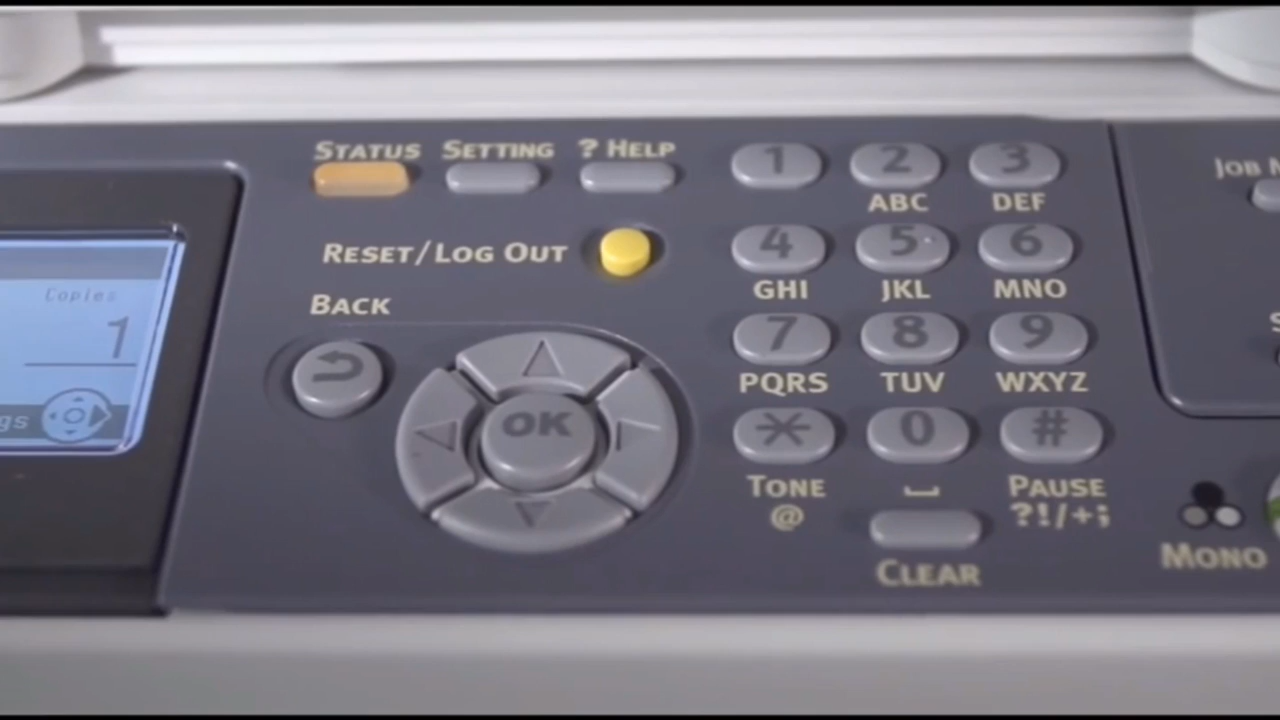 STATUS SETTING ? HELP
1 2 3
ABC DEF
JOB
RESET/LOG OUT
4 5 6
GHI JKL MNO
Copies
1
BACK
7 8 9
PQRS TUV WXYZ
OK
* 0 #
TONE PAUSE
@ ?!/+;
CLEAR
MONO